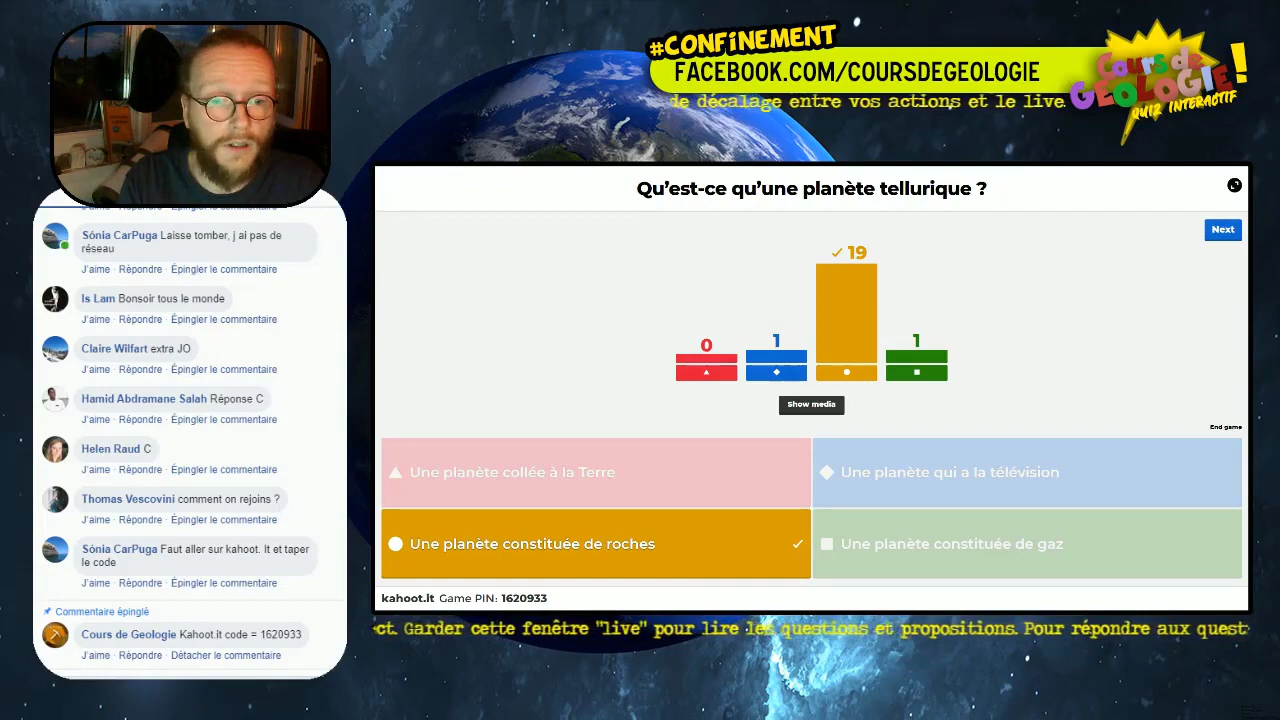 #CONFINEMENT
FACEBOOK.COM/COURSDEGEOLOGIE
Cours de
GEOLOGIE!
QUIZ INTERACTIF
de décalage entre vos actions et le live.
Qu'est-ce qu'une planète tellurique ?
Next
19
0
1
1
Show media
End game
Une planète collée à la Terre
Une planète qui a la télévision
Une planète constituée de roches
Une planète constituée de gaz
kahoot.it Game PIN: 1620933
ct. Garder cette fenêtre "live" pour lire les questions et propositions. Pour répondre aux quest
J'aime · Répondre · Épingler le commentaire
Sónia CarPuga Laisse tomber, j ai pas de
réseau
J'aime · Répondre · Épingler le commentaire
Is Lam Bonsoir tous le monde
J'aime · Répondre · Épingler le commentaire
Claire Wilfart extra JO
J'aime · Répondre · Épingler le commentaire
Hamid Abdramane Salah Réponse C
J'aime · Répondre · Épingler le commentaire
Helen Raud C
J'aime · Répondre · Épingler le commentaire
Thomas Vescovini comment on rejoins ?
J'aime · Répondre · Épingler le commentaire
Sónia CarPuga Faut aller sur kahoot. It et taper
le code
J'aime · Répondre · Épingler le commentaire
Commentaire épinglé
Cours de Geologie Kahoot.it code = 1620933
J'aime · Répondre · Détacher le commentaire